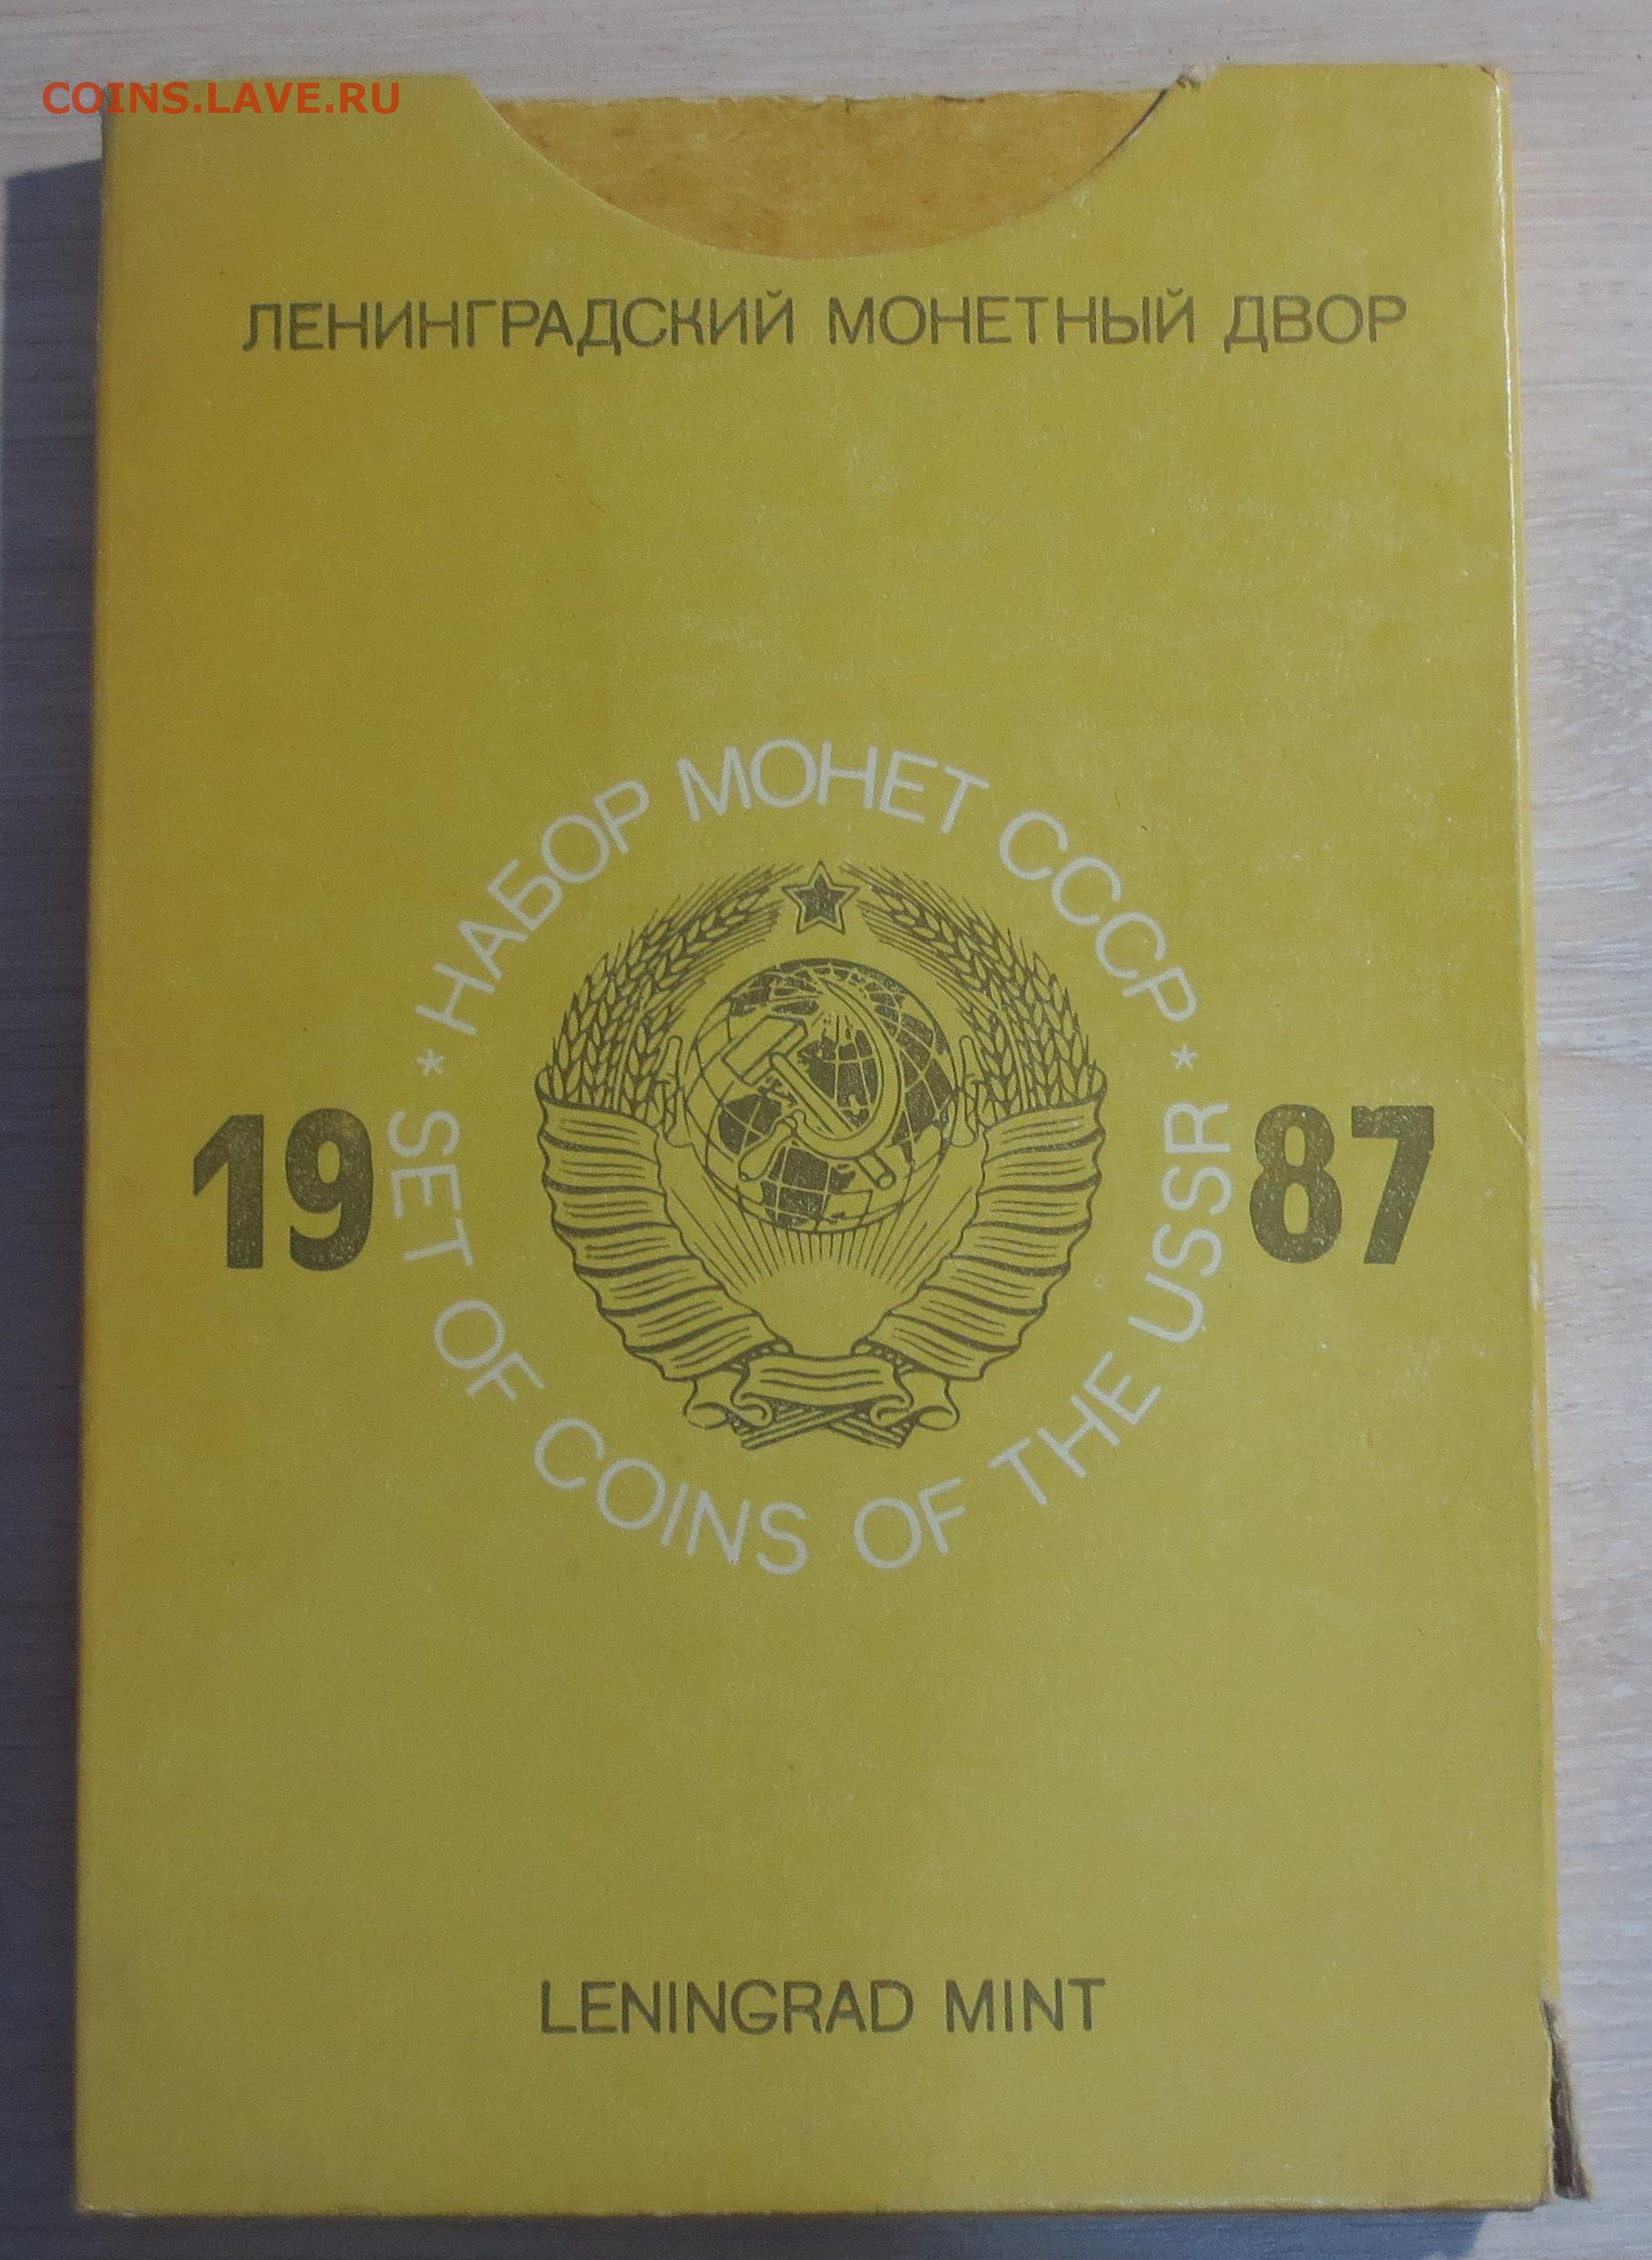 COINS.LAVE.RU
ЛЕНИНГРАДСКИЙ МОНЕТНЫЙ ДВОР
* НАБОР МОНЕТ СССР *
19 87
SET OF COINS OF THE USSR
LENINGRAD MINT